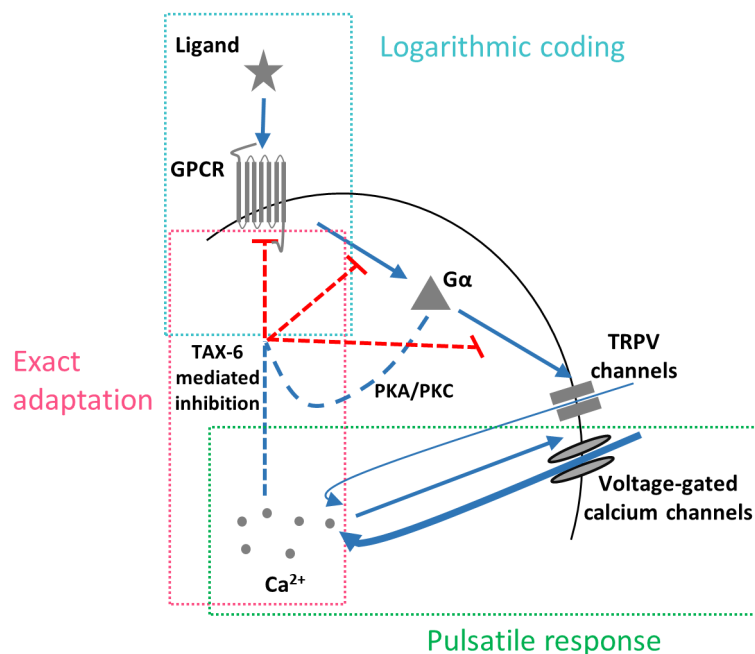 Ligand
Logarithmic coding
GPCR
Gα
TRPV
channels
TAX-6
mediated
inhibition
Exact
adaptation
PKA/PKC
Voltage-gated
calcium channels
Ca²⁺
Pulsatile response